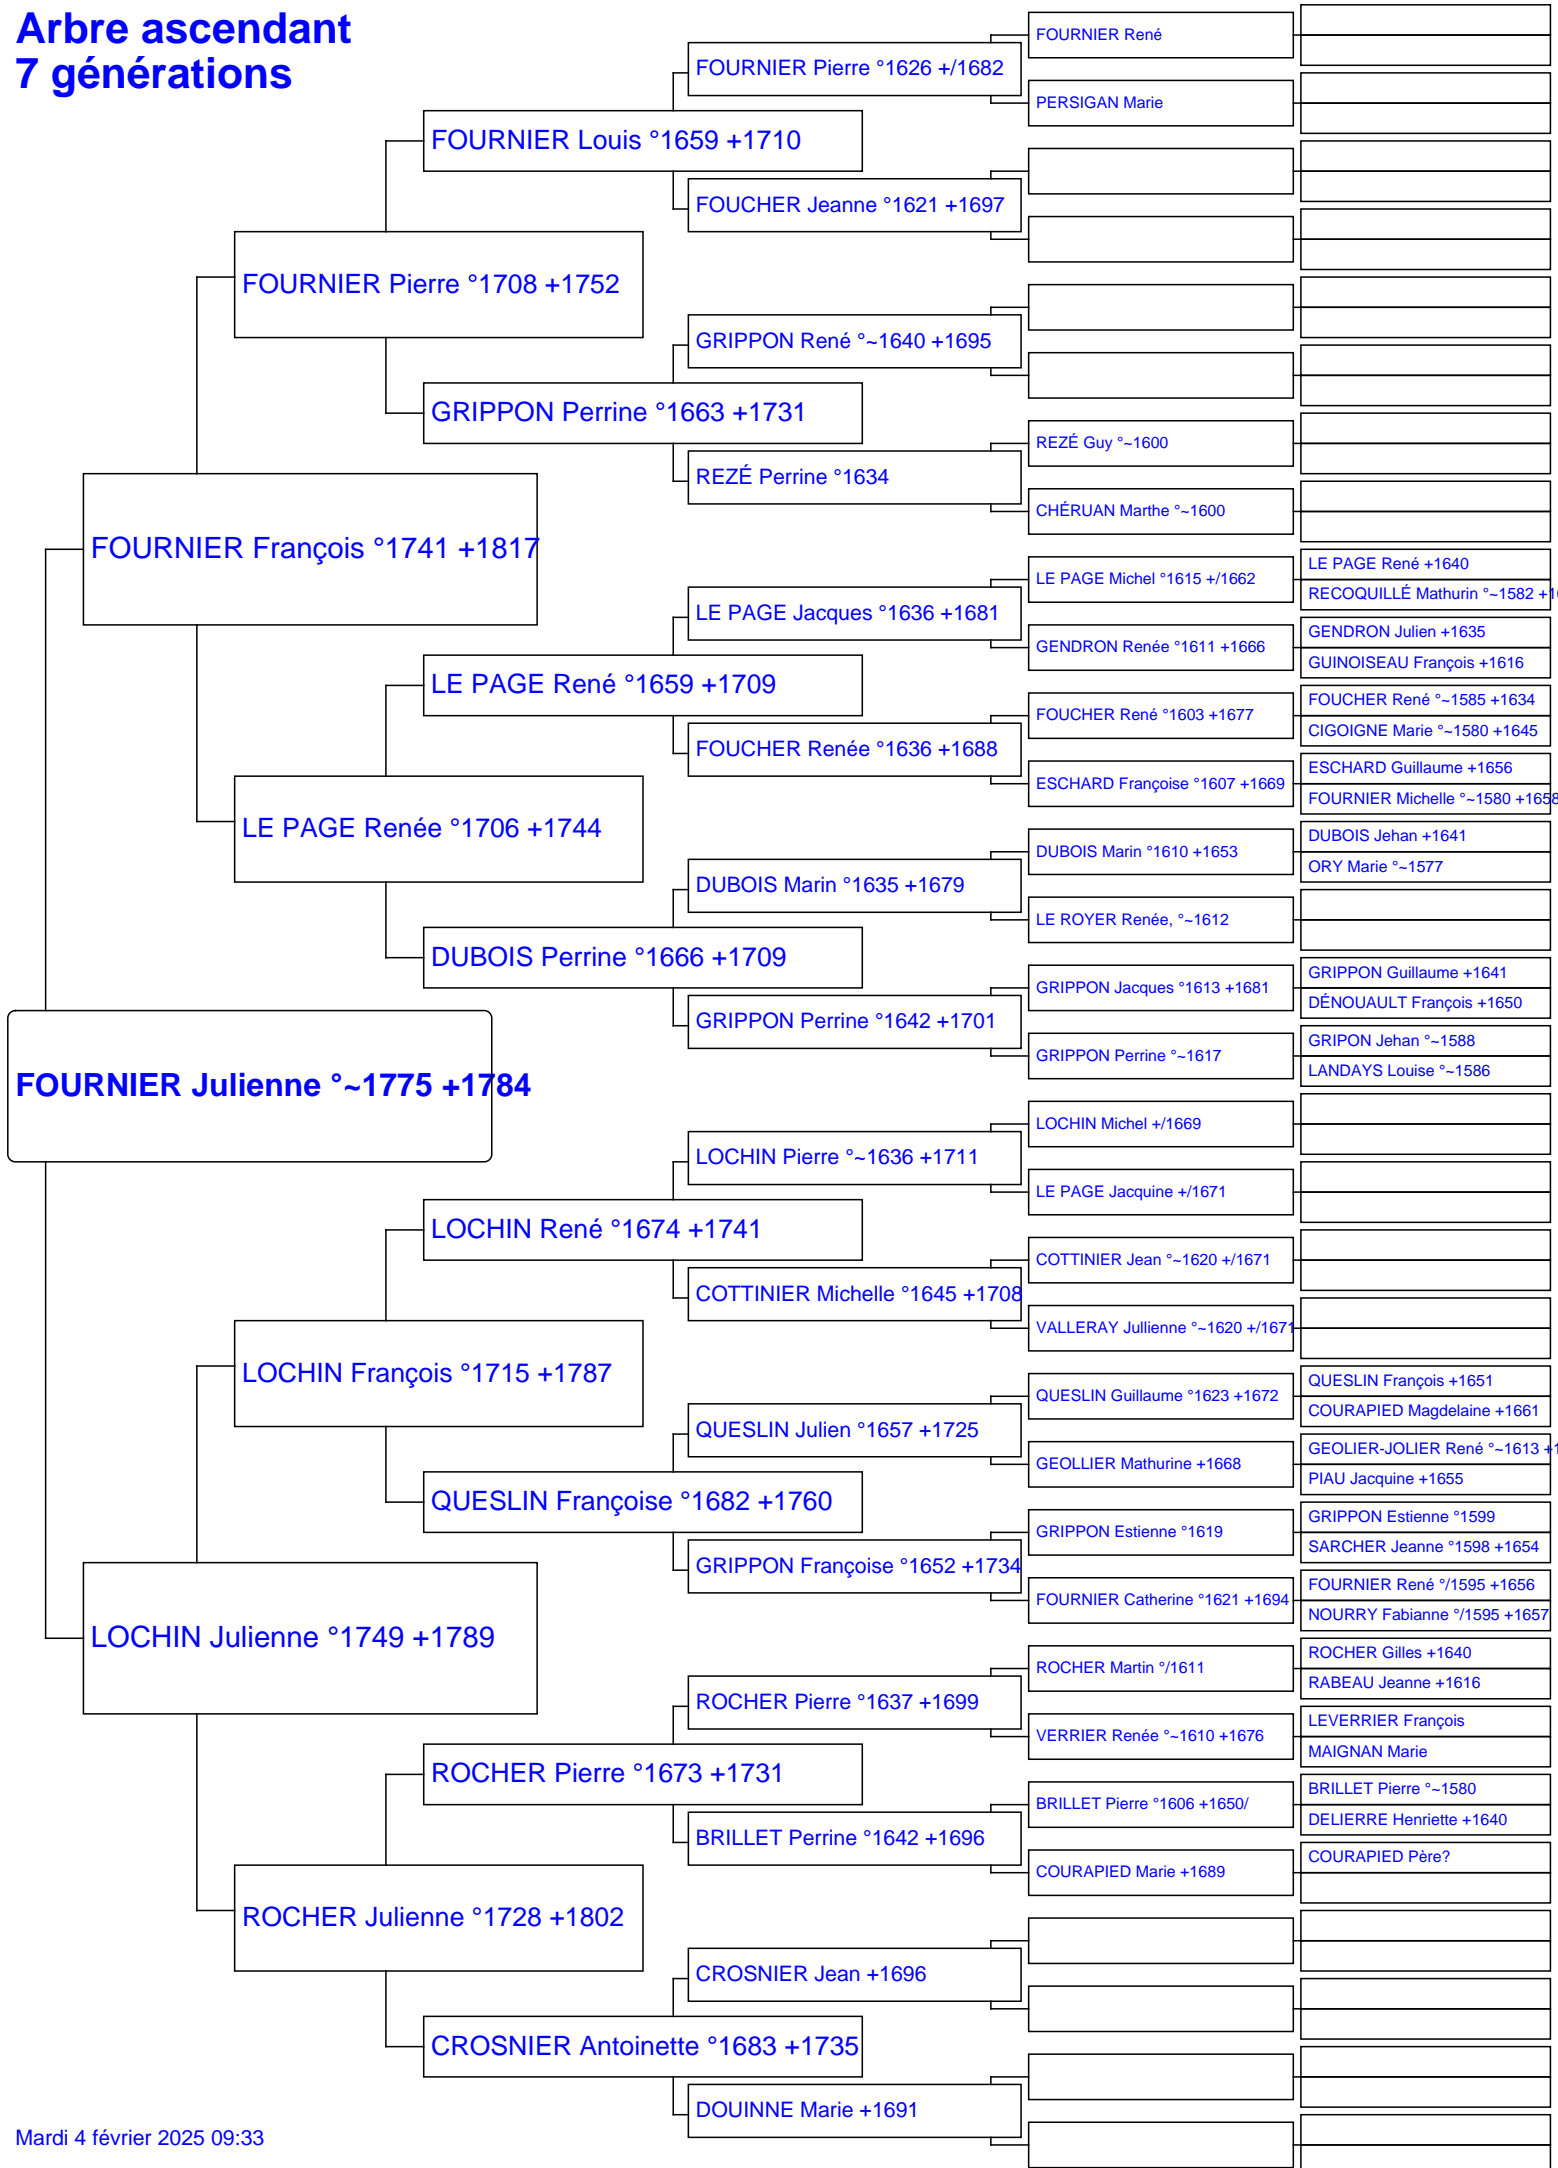 Arbre ascendant
7 générations
FOURNIER Julienne °~1775 +1784
FOURNIER François °1741 +1817
LOCHIN Julienne °1749 +1789
FOURNIER Pierre °1708 +1752
LE PAGE Renée °1706 +1744
LOCHIN François °1715 +1787
ROCHER Julienne °1728 +1802
FOURNIER Louis °1659 +1710
GRIPPON Perrine °1663 +1731
LE PAGE René °1659 +1709
DUBOIS Perrine °1666 +1709
LOCHIN René °1674 +1741
QUESLIN Françoise °1682 +1760
ROCHER Pierre °1673 +1731
CROSNIER Antoinette °1683 +1735
FOURNIER Pierre °1626 +/1682
FOUCHER Jeanne °1621 +1697
GRIPPON René °~1640 +1695
REZÉ Perrine °1634
LE PAGE Jacques °1636 +1681
FOUCHER Renée °1636 +1688
DUBOIS Marin °1635 +1679
GRIPPON Perrine °1642 +1701
LOCHIN Pierre °~1636 +1711
COTTINIER Michelle °1645 +1708
QUESLIN Julien °1657 +1725
GRIPPON Françoise °1652 +1734
ROCHER Pierre °1637 +1699
BRILLET Perrine °1642 +1696
CROSNIER Jean +1696
DOUINNE Marie +1691
FOURNIER René
PERSIGAN Marie
REZÉ Guy °~1600
CHÉRUAN Marthe °~1600
LE PAGE Michel °1615 +/1662
GENDRON Renée °1611 +1666
FOUCHER René °1603 +1677
ESCHARD Françoise °1607 +1669
DUBOIS Marin °1610 +1653
LE ROYER Renée, °~1612
GRIPPON Jacques °1613 +1681
GRIPPON Perrine °~1617
LOCHIN Michel +/1669
LE PAGE Jacquine +/1671
COTTINIER Jean °~1620 +/1671
VALLERAY Jullienne °~1620 +/1671
QUESLIN Guillaume °1623 +1672
GEOLLIER Mathurine +1668
GRIPPON Estienne °1619
FOURNIER Catherine °1621 +1694
ROCHER Martin °/1611
VERRIER Renée °~1610 +1676
BRILLET Pierre °1606 +1650/
COURAPIED Marie +1689
LE PAGE René +1640
RECOQUILLÉ Mathurin °~1582
GENDRON Julien +1635
GUINOISEAU François +1616
FOUCHER René °~1585 +1634
CIGOIGNE Marie °~1580 +1645
ESCHARD Guillaume +1656
FOURNIER Michelle °~1580 +1658
DUBOIS Jehan +1641
ORY Marie °~1577
GRIPPON Guillaume +1641
DÉNOUAULT François +1650
GRIPON Jehan °~1588
LANDAYS Louise °~1586
QUESLIN François +1651
COURAPIED Magdelaine +1661
GEOLIER-JOLIER René °~1613
PIAU Jacquine +1655
GRIPPON Estienne °1599
SARCHER Jeanne °1598 +1654
FOURNIER René °/1595 +1656
NOURRY Fabianne °/1595 +1657
ROCHER Gilles +1640
RABEAU Jeanne +1616
LEVERRIER François
MAIGNAN Marie
BRILLET Pierre °~1580
DELIERRE Henriette +1640
COURAPIED Père?
Mardi 4 février 2025 09:33